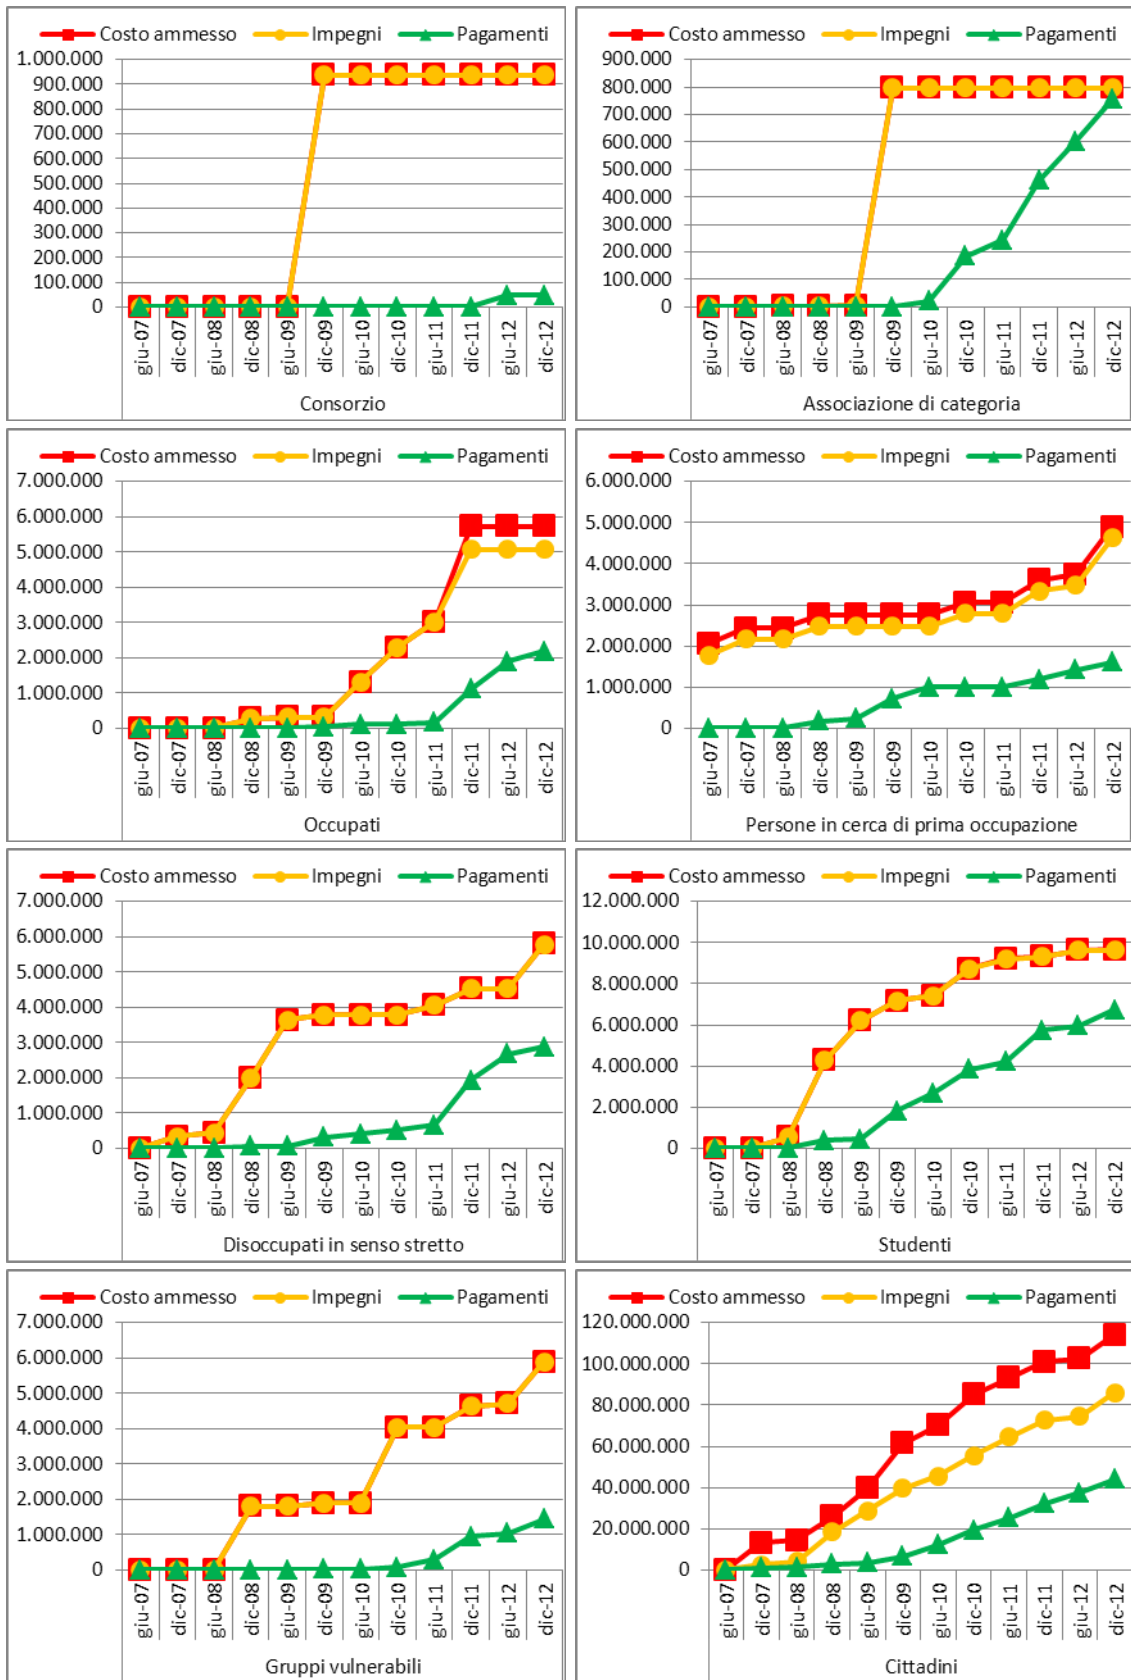 Costo ammesso Impegni Pagamenti
1.000.000
900.000
800.000
700.000
600.000
500.000
400.000
300.000
200.000
100.000
0
giu-07 dic-07 giu-08 dic-08 giu-09 dic-09 giu-10 dic-10 giu-11 dic-11 giu-12 dic-12
Consorzio
Costo ammesso Impegni Pagamenti
900.000
800.000
700.000
600.000
500.000
400.000
300.000
200.000
100.000
0
giu-07 dic-07 giu-08 dic-08 giu-09 dic-09 giu-10 dic-10 giu-11 dic-11 giu-12 dic-12
Associazione di categoria
Costo ammesso Impegni Pagamenti
7.000.000
6.000.000
5.000.000
4.000.000
3.000.000
2.000.000
1.000.000
0
giu-07 dic-07 giu-08 dic-08 giu-09 dic-09 giu-10 dic-10 giu-11 dic-11 giu-12 dic-12
Occupati
Costo ammesso Impegni Pagamenti
6.000.000
5.000.000
4.000.000
3.000.000
2.000.000
1.000.000
0
giu-07 dic-07 giu-08 dic-08 giu-09 dic-09 giu-10 dic-10 giu-11 dic-11 giu-12 dic-12
Persone in cerca di prima occupazione
Costo ammesso Impegni Pagamenti
7.000.000
6.000.000
5.000.000
4.000.000
3.000.000
2.000.000
1.000.000
0
giu-07 dic-07 giu-08 dic-08 giu-09 dic-09 giu-10 dic-10 giu-11 dic-11 giu-12 dic-12
Disoccupati in senso stretto
Costo ammesso Impegni Pagamenti
12.000.000
10.000.000
8.000.000
6.000.000
4.000.000
2.000.000
0
giu-07 dic-07 giu-08 dic-08 giu-09 dic-09 giu-10 dic-10 giu-11 dic-11 giu-12 dic-12
Studenti
Costo ammesso Impegni Pagamenti
7.000.000
6.000.000
5.000.000
4.000.000
3.000.000
2.000.000
1.000.000
0
giu-07 dic-07 giu-08 dic-08 giu-09 dic-09 giu-10 dic-10 giu-11 dic-11 giu-12 dic-12
Gruppi vulnerabili
Costo ammesso Impegni Pagamenti
120.000.000
100.000.000
80.000.000
60.000.000
40.000.000
20.000.000
0
giu-07 dic-07 giu-08 dic-08 giu-09 dic-09 giu-10 dic-10 giu-11 dic-11 giu-12 dic-12
Cittadini